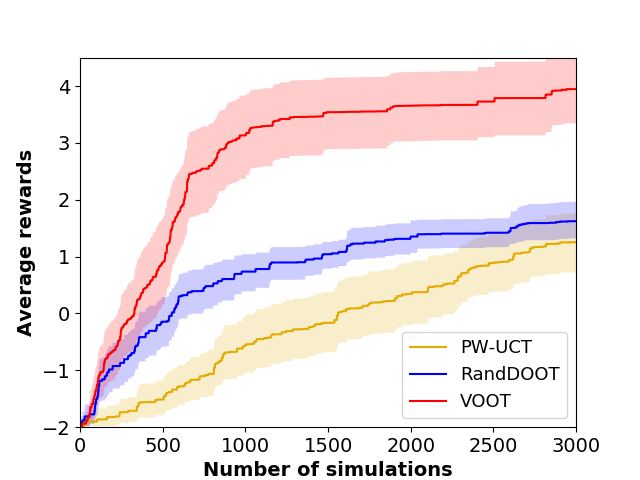 4
3
2
1
0
−1
−2
Average rewards
PW-UCT
RandDOOT
VOOT
0 500 1000 1500 2000 2500 3000
Number of simulations